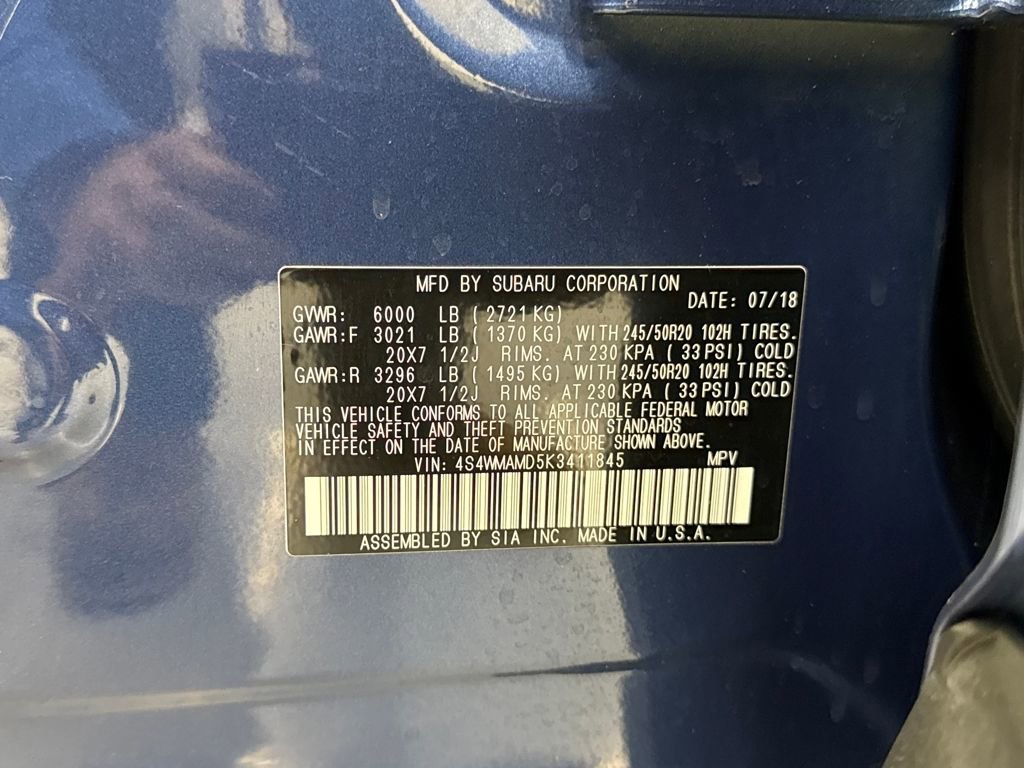 MFD BY SUBARU CORPORATION
DATE: 07/18
GVWR: 6000 LB ( 2721 KG)
GAWR:F 3021 LB ( 1370 KG) WITH 245/50R20 102H TIRES.
20X7 1/2J RIMS. AT 230 KPA ( 33 PSI) COLD
GAWR:R 3296 LB ( 1495 KG) WITH 245/50R20 102H TIRES.
20X7 1/2J RIMS. AT 230 KPA ( 33 PSI) COLD
THIS VEHICLE CONFORMS TO ALL APPLICABLE FEDERAL MOTOR
VEHICLE SAFETY AND THEFT PREVENTION STANDARDS
IN EFFECT ON THE DATE OF MANUFACTURE SHOWN ABOVE.
VIN: 4S4WMAMD5K3411845 MPV
ASSEMBLED BY SIA INC. MADE IN U.S.A.